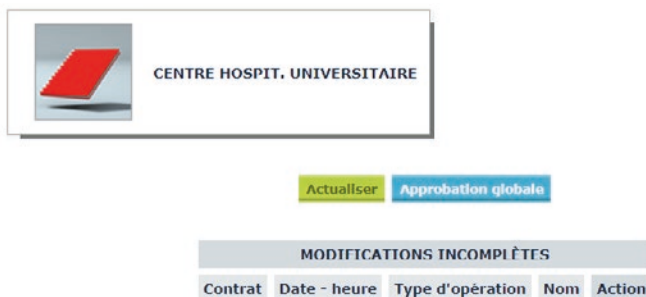 CENTRE HOSPIT. UNIVERSITAIRE
Actualiser Approbation globale
MODIFICATIONS INCOMPLÈTES
Contrat Date - heure Type d'opération Nom Action